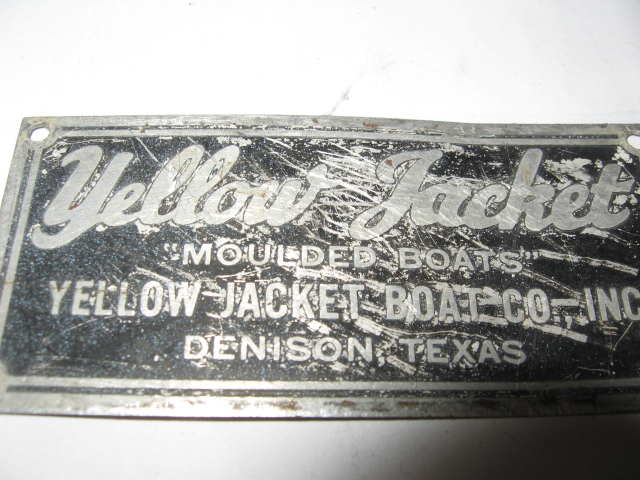 Yellow Jacket
"MOULDED BOATS"
YELLOW JACKET BOAT CO., INC
DENISON, TEXAS